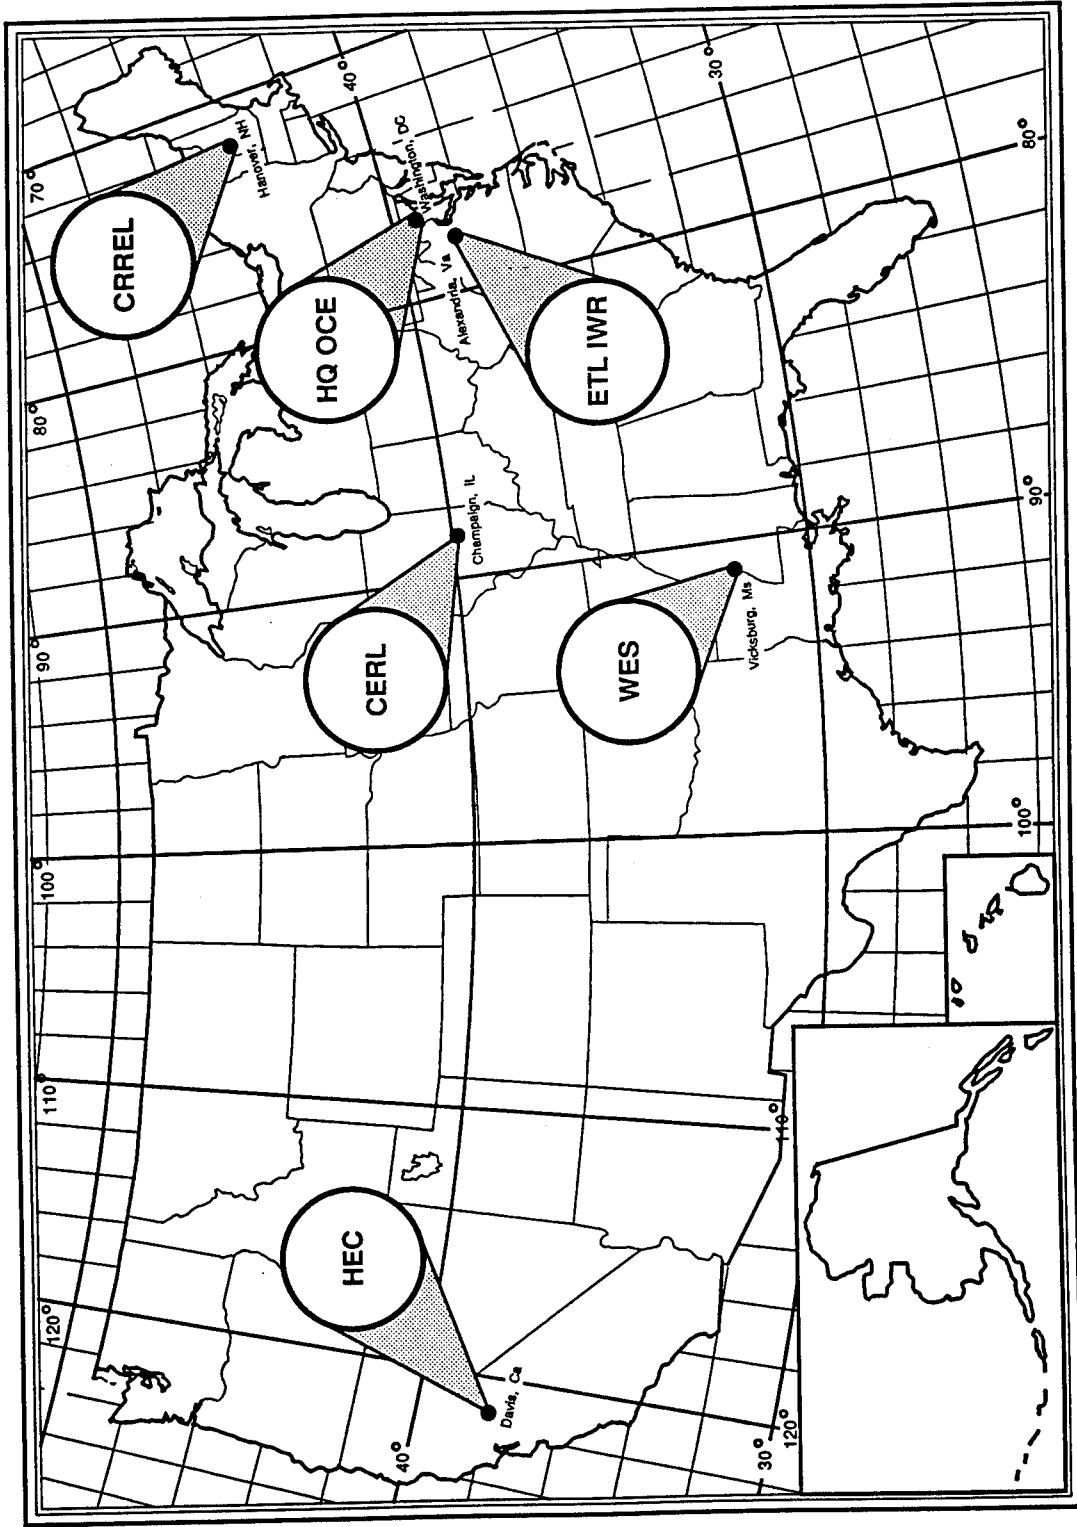 70°
80°
90°
100°
110
120°
CRREL
Hanover, NH
40°
HQ OCE
Washington, DC
Alexandria, Va
ETL IWR
CERL
Champaign, IL
WES
Vicksburg, Ms
HEC
Davis, Ca
40°
30°
30°
120°
110°
100°
90°
80°